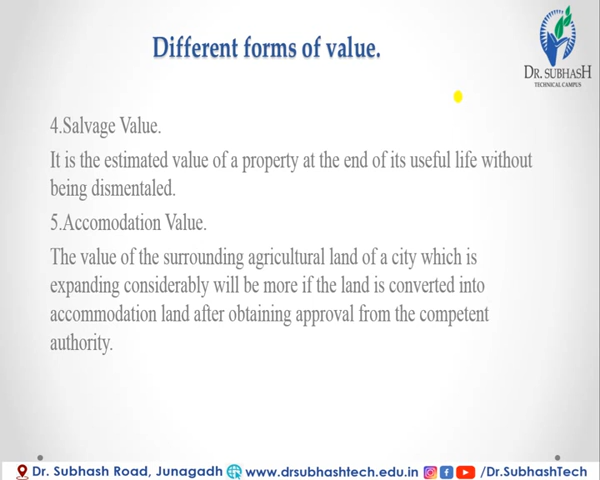 Different forms of value.
DR. SUBHASH
TECHNICAL CAMPUS
4.Salvage Value.
It is the estimated value of a property at the end of its useful life without
being dismentaled.
5.Accomodation Value.
The value of the surrounding agricultural land of a city which is
expanding considerably will be more if the land is converted into
accommodation land after obtaining approval from the competent
authority.
Dr. Subhash Road, Junagadh www.drsubhashtech.edu.in /Dr.SubhashTech